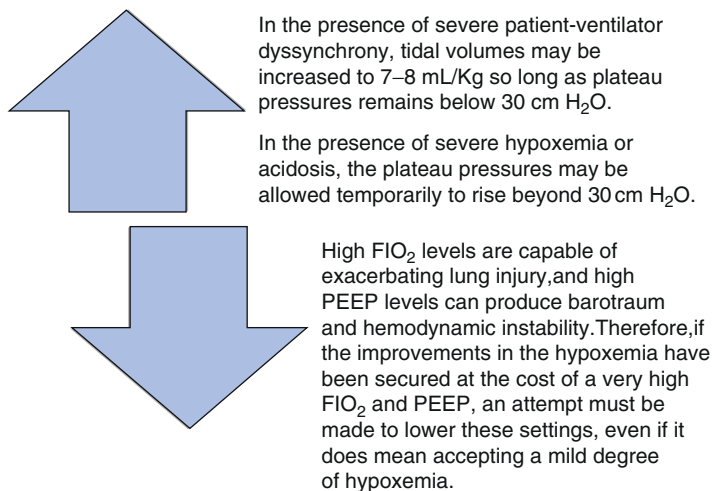 In the presence of severe patient-ventilator
dyssynchrony, tidal volumes may be
increased to 7–8 mL/Kg so long as plateau
pressures remains below 30 cm H₂O.
In the presence of severe hypoxemia or
acidosis, the plateau pressures may be
allowed temporarily to rise beyond 30 cm H₂O.
High FIO₂ levels are capable of
exacerbating lung injury,and high
PEEP levels can produce barotraum
and hemodynamic instability.Therefore,if
the improvements in the hypoxemia have
been secured at the cost of a very high
FIO₂ and PEEP, an attempt must be
made to lower these settings, even if it
does mean accepting a mild degree
of hypoxemia.